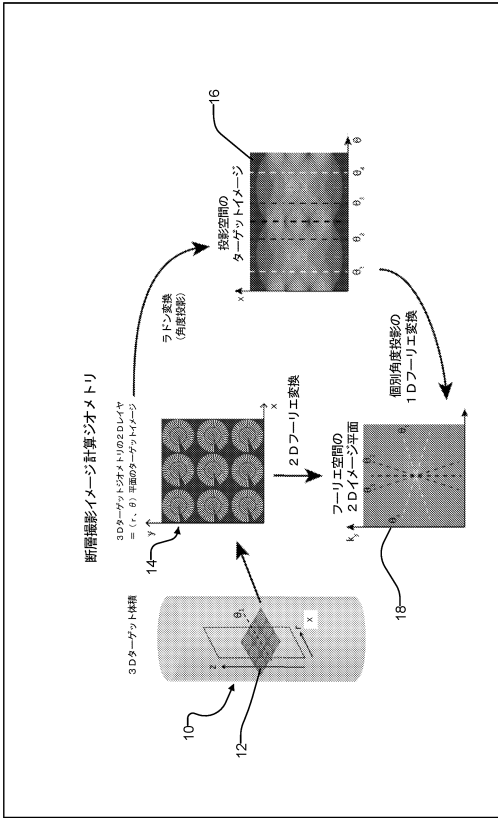 断層撮影イメージ計算ジオメトリ
3Dターゲット体積
10
12
z
r
x
θ₁
3Dターゲットジオメトリの2Dレイヤ
=(r、θ)平面のターゲットイメージ
14
y
x
ラドン変換
(角度投影)
2Dフーリエ変換
投影空間の
ターゲットイメージ
16
x
θ
θ₁
θ₂
θ₃
θ₄
個別角度投影の
1Dフーリエ変換
フーリエ空間の
2Dイメージ平面
18